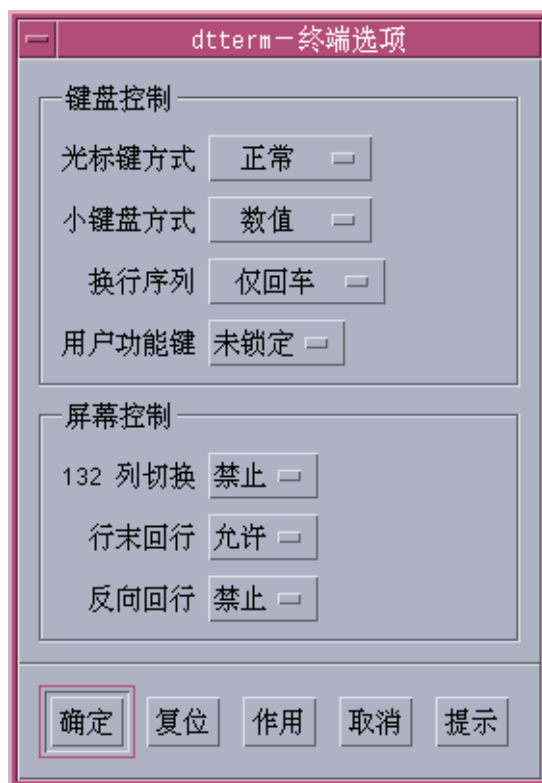 dtterm－终端选项
键盘控制
光标键方式 正常
小键盘方式 数值
换行序列 仅回车
用户功能键 未锁定
屏幕控制
132 列切换 禁止
行末回行 允许
反向回行 禁止
确定 复位 作用 取消 提示